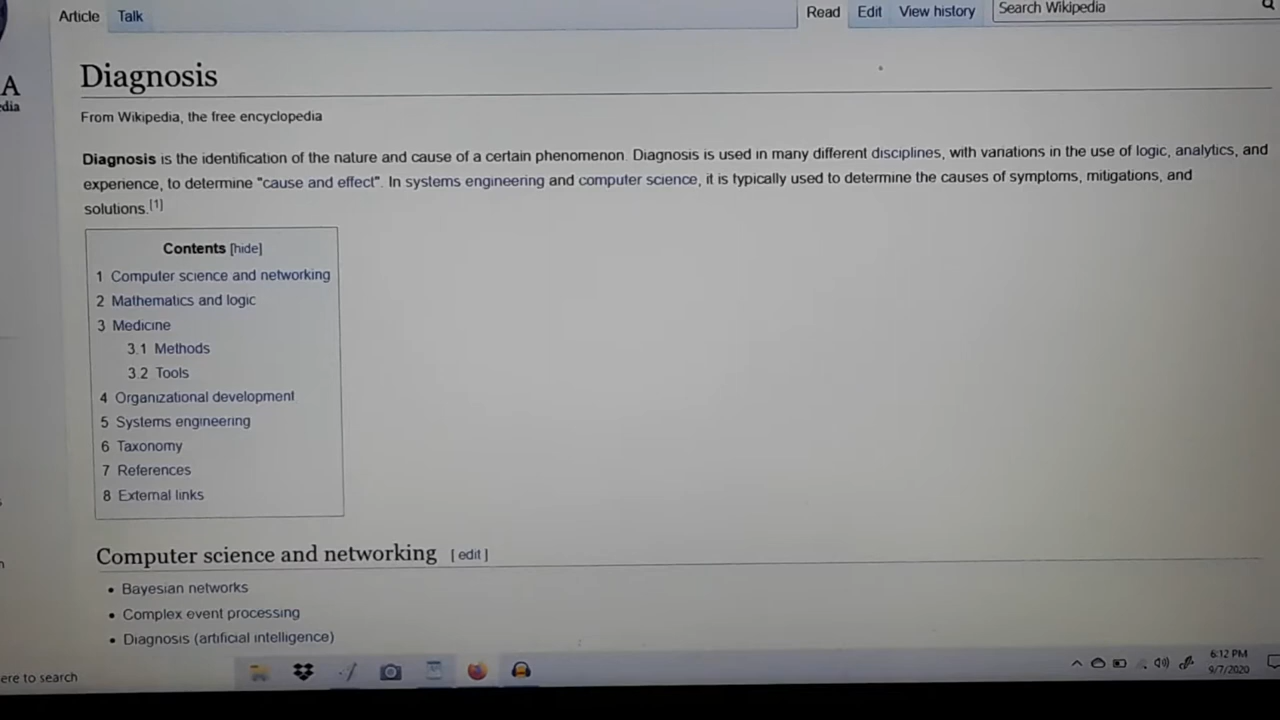 Article Talk Read Edit View history Search Wikipedia
A
edia
Diagnosis
From Wikipedia, the free encyclopedia
Diagnosis is the identification of the nature and cause of a certain phenomenon. Diagnosis is used in many different disciplines, with variations in the use of logic, analytics, and
experience, to determine "cause and effect". In systems engineering and computer science, it is typically used to determine the causes of symptoms, mitigations, and
solutions.[1]
Contents [hide]
1 Computer science and networking
2 Mathematics and logic
3 Medicine
3.1 Methods
3.2 Tools
4 Organizational development
5 Systems engineering
6 Taxonomy
7 References
8 External links
Computer science and networking [ edit ]
• Bayesian networks
• Complex event processing
• Diagnosis (artificial intelligence)
ere to search
6:12 PM
9/7/2020